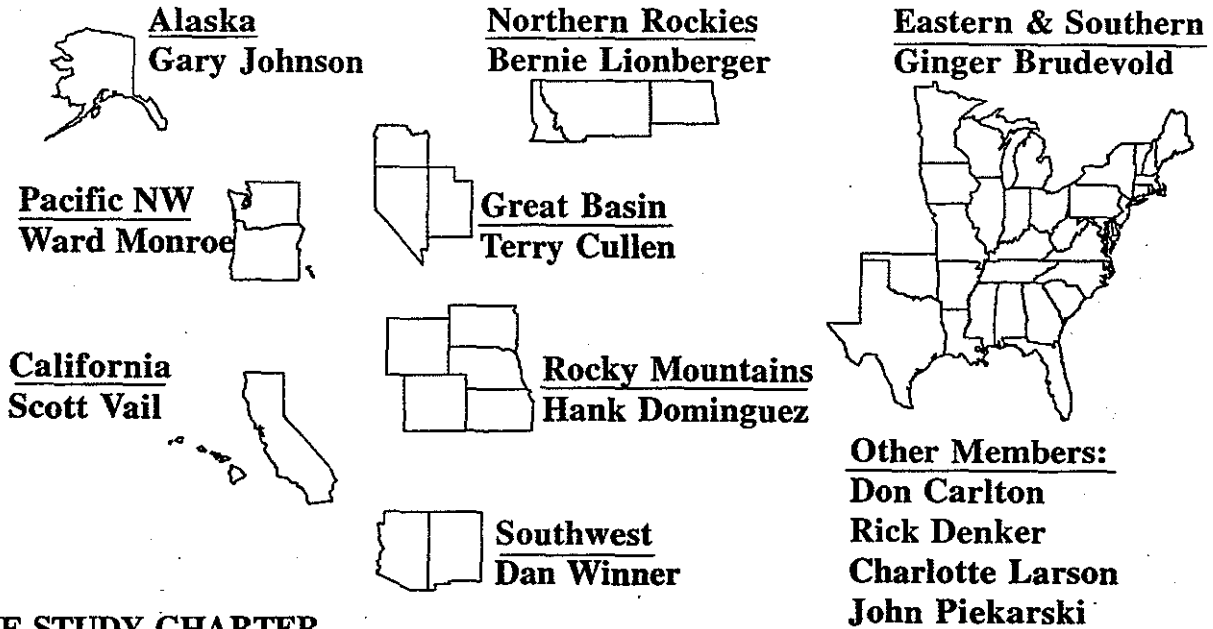 Alaska
Gary Johnson
Northern Rockies
Bernie Lionberger
Eastern & Southern
Ginger Brudevold
Pacific NW
Ward Monroe
Great Basin
Terry Cullen
California
Scott Vail
Rocky Mountains
Hank Dominguez
Southwest
Dan Winner
Other Members:
Don Carlton
Rick Denker
Charlotte Larson
John Piekarski
E STUDY CHARTER